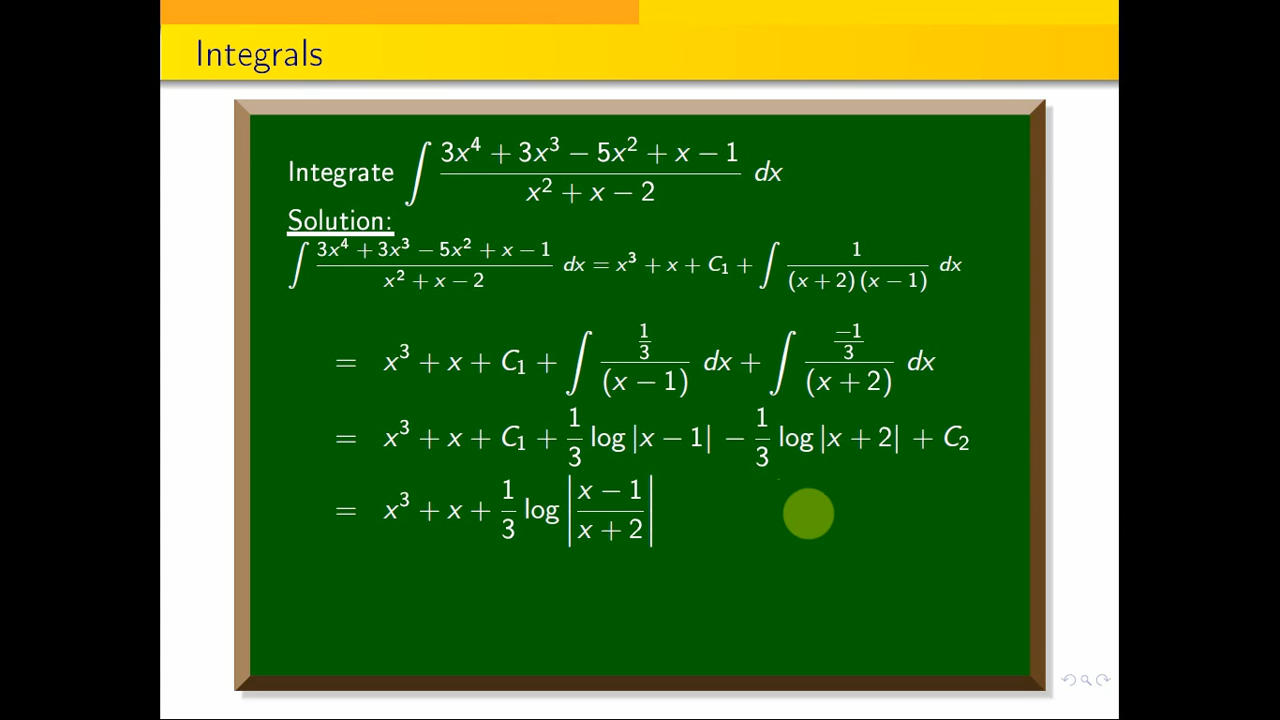 Integrals
Integrate ∫ (3x⁴ + 3x³ − 5x² + x − 1)/(x² + x − 2) dx
Solution:
∫ (3x⁴ + 3x³ − 5x² + x − 1)/(x² + x − 2) dx = x³ + x + C₁ + ∫ 1/((x + 2)(x − 1)) dx
= x³ + x + C₁ + ∫ (1/3)/(x − 1) dx + ∫ (−1/3)/(x + 2) dx
= x³ + x + C₁ + 1/3 log|x − 1| − 1/3 log|x + 2| + C₂
= x³ + x + 1/3 log|(x − 1)/(x + 2)|